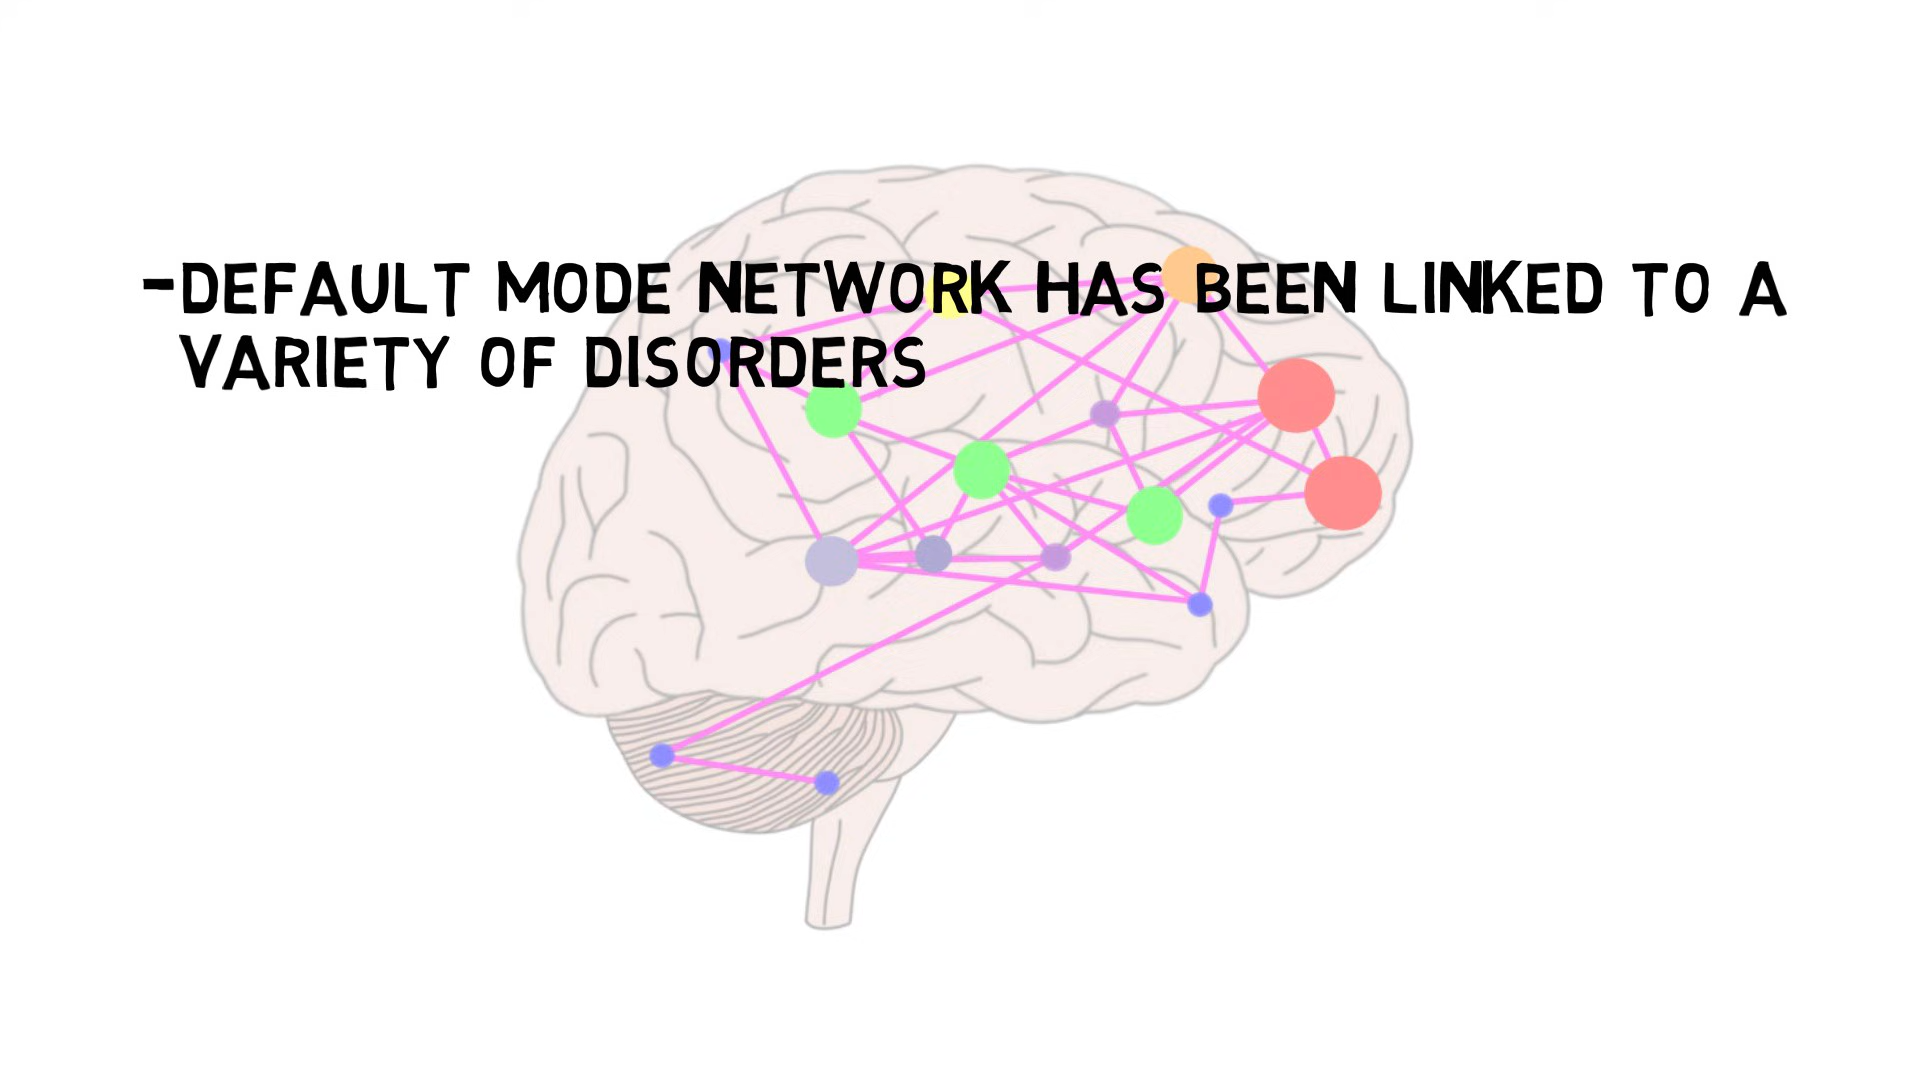 -DEFAULT MODE NETWORK HAS BEEN LINKED TO A
VARIETY OF DISORDERS